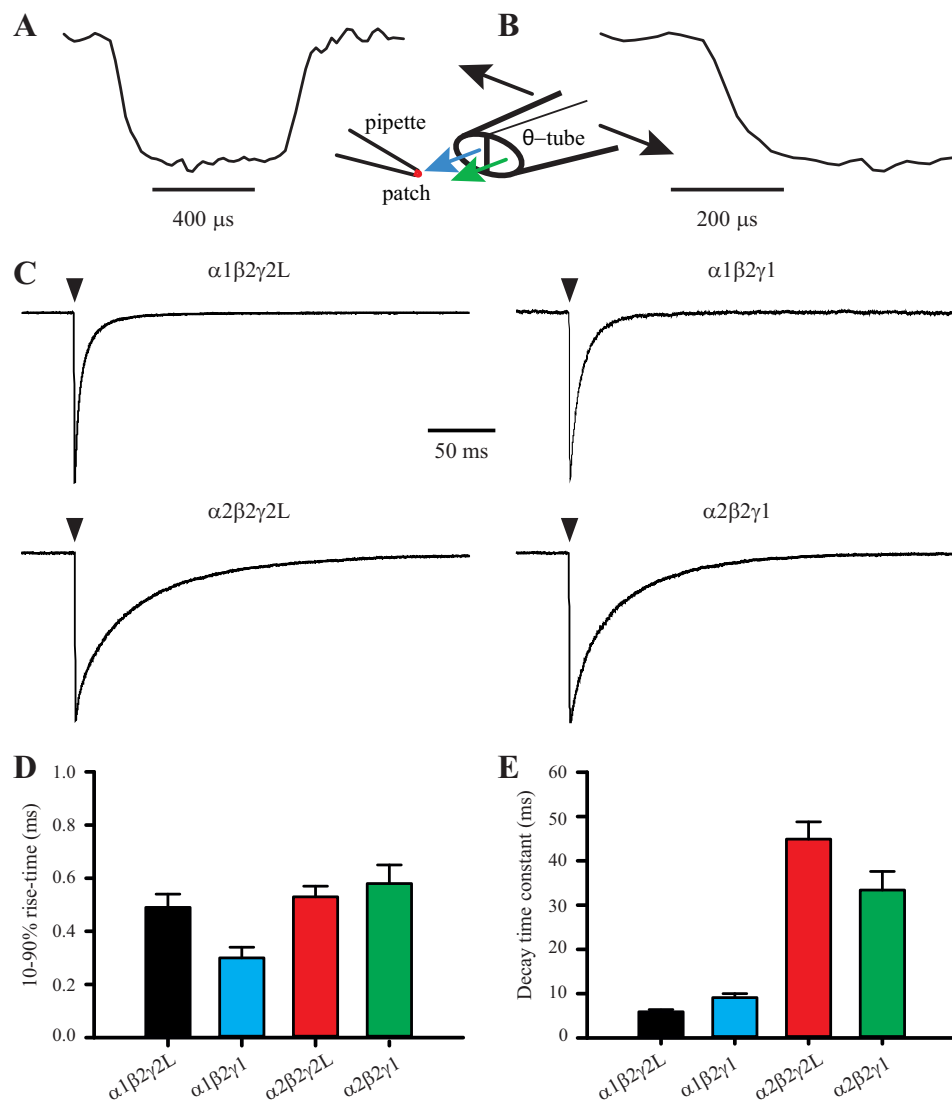 A
B
pipette
θ–tube
patch
400 μs
200 μs
C
α1β2γ2L
α1β2γ1
50 ms
α2β2γ2L
α2β2γ1
D
E
10-90% rise-time (ms)
1.0
0.8
0.6
0.4
0.2
0.0
α1β2γ2L
α1β2γ1
α2β2γ2L
α2β2γ1
Decay time constant (ms)
60
50
40
30
20
10
0
α1β2γ2L
α1β2γ1
α2β2γ2L
α2β2γ1